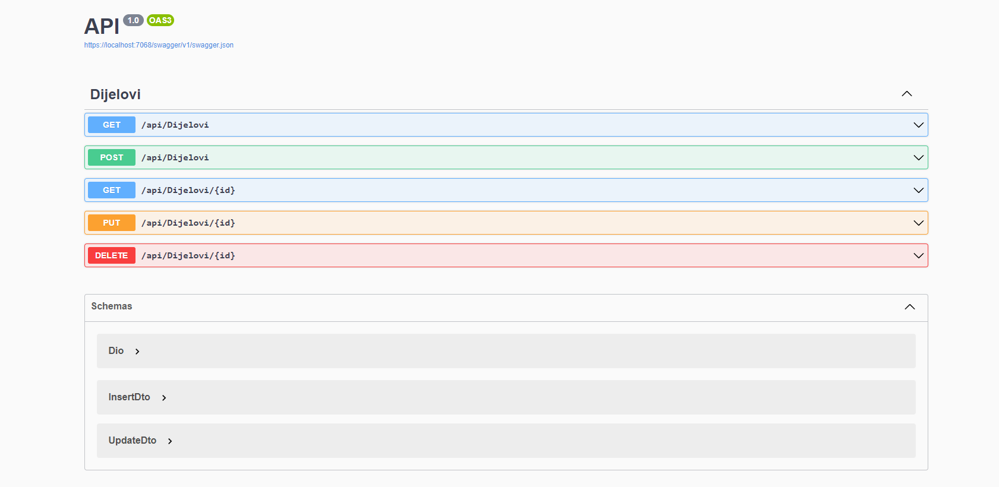 API 1.0 OAS3
https://localhost:7068/swagger/v1/swagger.json
Dijelovi
GET /api/Dijelovi
POST /api/Dijelovi
GET /api/Dijelovi/{id}
PUT /api/Dijelovi/{id}
DELETE /api/Dijelovi/{id}
Schemas
Dio
InsertDto
UpdateDto